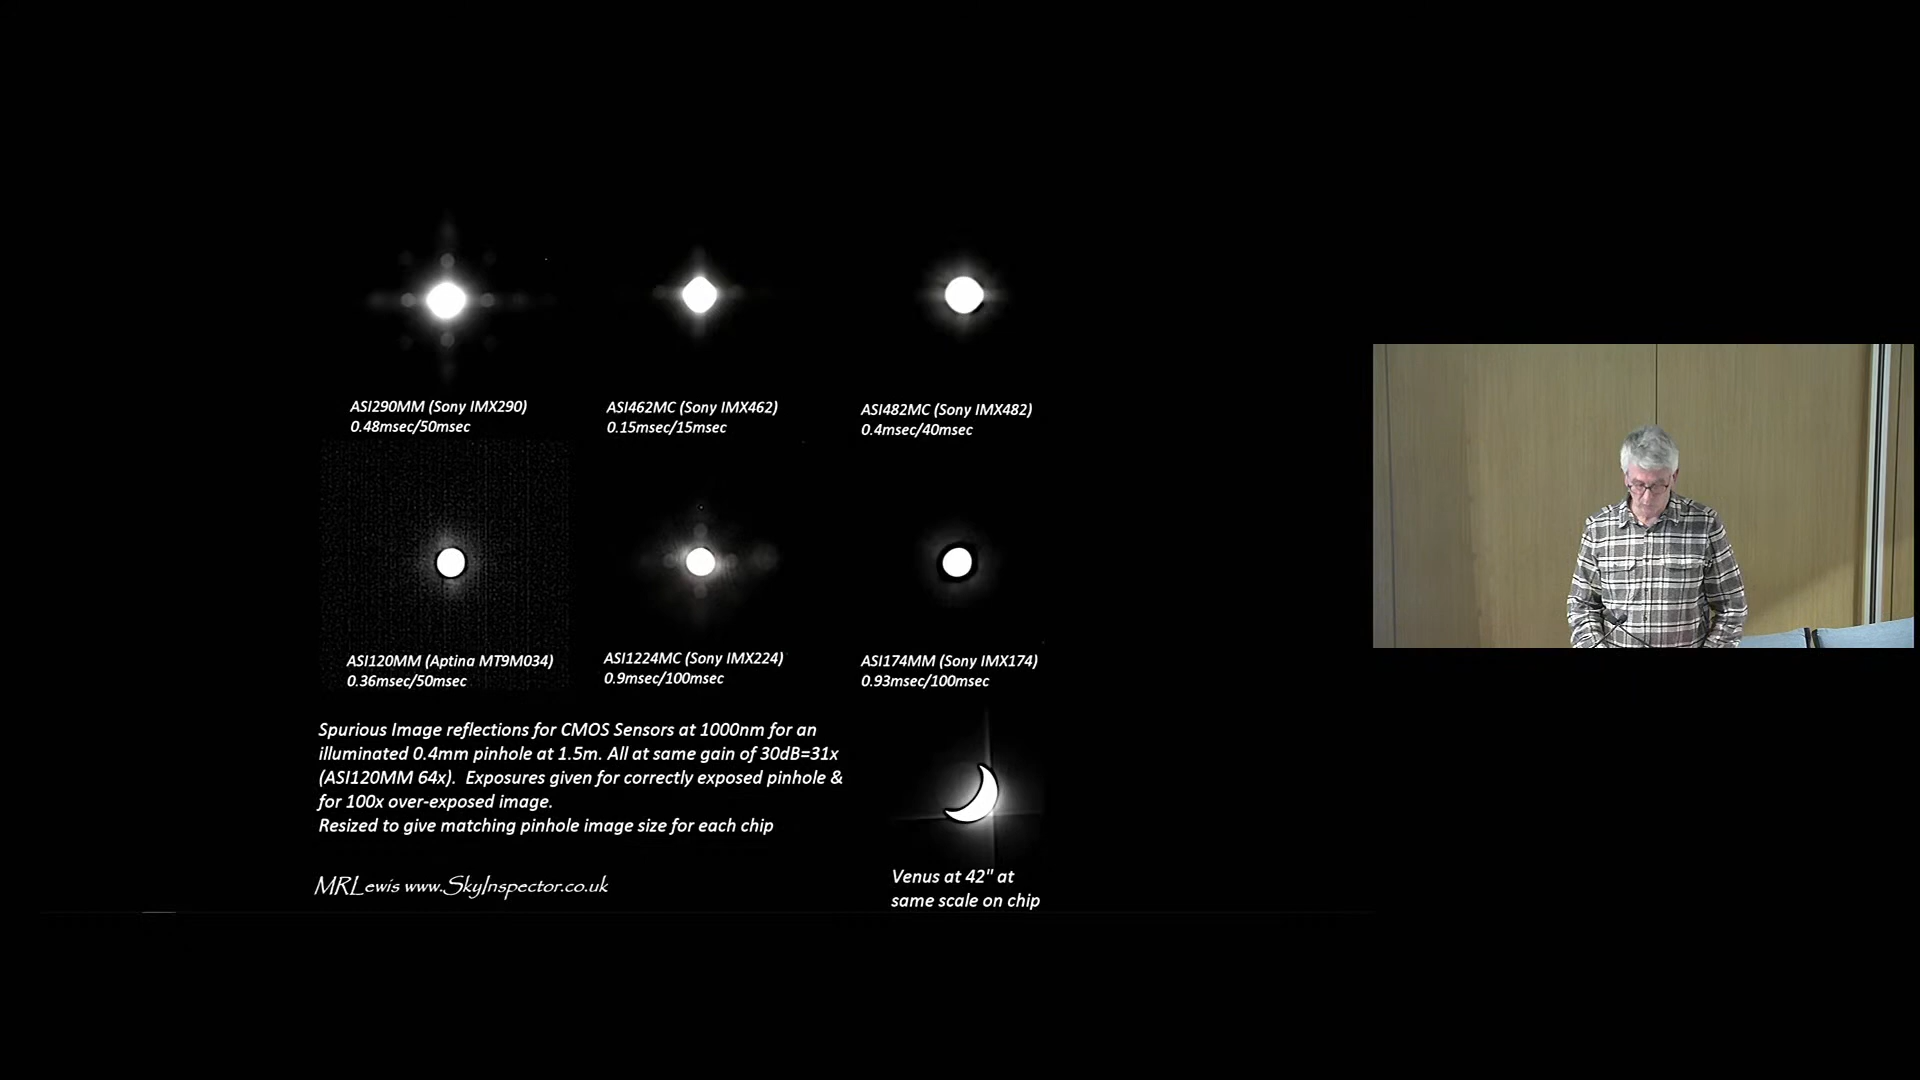 ASI290MM (Sony IMX290)
0.48msec/50msec
ASI462MC (Sony IMX462)
0.15msec/15msec
ASI482MC (Sony IMX482)
0.4msec/40msec
ASI120MM (Aptina MT9M034)
0.36msec/50msec
ASI1224MC (Sony IMX224)
0.9msec/100msec
ASI174MM (Sony IMX174)
0.93msec/100msec
Spurious Image reflections for CMOS Sensors at 1000nm for an
illuminated 0.4mm pinhole at 1.5m. All at same gain of 30dB=31x
(ASI120MM 64x).  Exposures given for correctly exposed pinhole &
for 100x over-exposed image.
Resized to give matching pinhole image size for each chip
MRLewis www.SkyInspector.co.uk
Venus at 42" at
same scale on chip